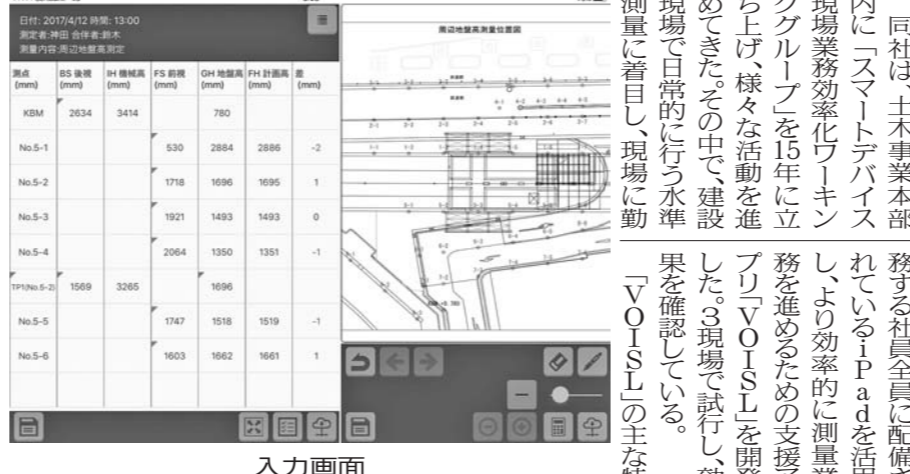 日付: 2017/4/12 時間: 13:00
測定者:神田 合伴者:鈴木
測量内容:周辺地盤高測定
測点(mm) BS 後視(mm) IH 機械高(mm) FS 前視(mm) GH 地盤高(mm) FH 計画高(mm) 差(mm)
KBM 2634 3414 780
No.5-1 530 2884 2886 -2
No.5-2 1718 1696 1695 1
No.5-3 1921 1493 1493 0
No.5-4 2064 1350 1351 -1
TP1(No.5-2) 1569 3265 1696
No.5-5 1747 1518 1519 -1
No.5-6 1603 1662 1661 1
周辺地盤高測量位置図
入力画面
同社は、土木事業本部
内に「スマートデバイス
現場業務効率化ワーキン
ググループ」を15年に立
ち上げ、様々な活動を進
めてきた。その中で、建設
現場で日常的に行う水準
測量に着目し、現場に勤
務する社員全員に配備さ
れているiPadを活用
し、より効率的に測量業
務を進めるための支援ア
プリ「VOISL」を開発
した。3現場で試行し、効
果を確認している。
「VOISL」の主な特